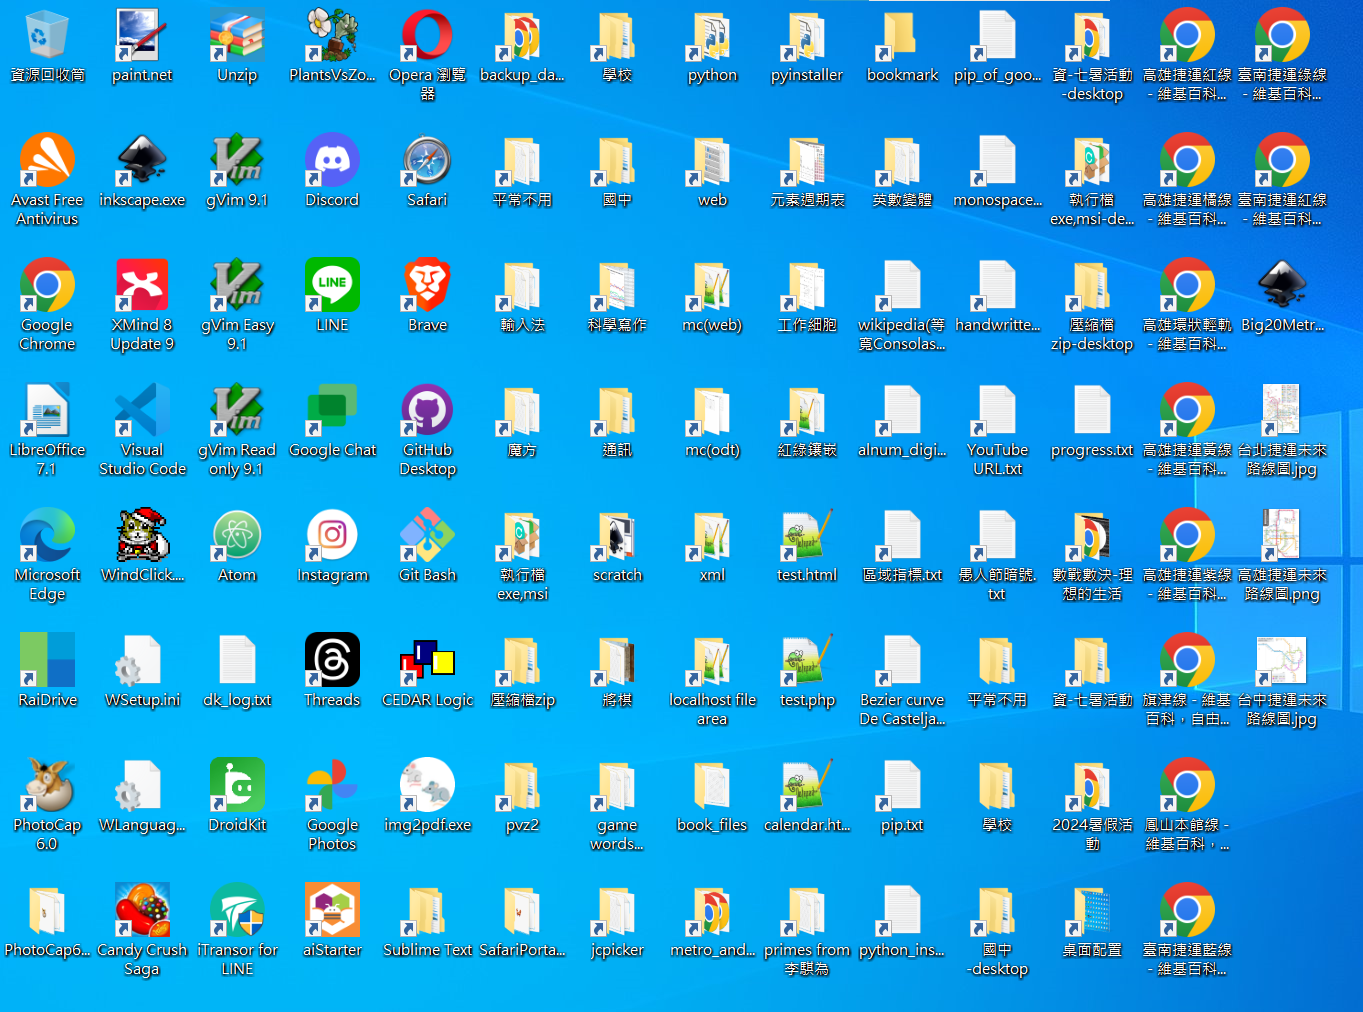 資源回收筒
paint.net
Unzip
PlantsVsZo...
Opera 瀏覽
器
backup_da...
學校
python
pyinstaller
bookmark
pip_of_goo...
資-七暑活動
-desktop
高雄捷運紅線
- 維基百科...
臺南捷運綠線
- 維基百科...
Avast Free
Antivirus
inkscape.exe
gVim 9.1
Discord
Safari
平常不用
國中
web
元素週期表
英數變體
monospace...
執行檔
exe,msi-de...
高雄捷運橘線
- 維基百科...
臺南捷運紅線
- 維基百科...
Google
Chrome
XMind 8
Update 9
gVim Easy
9.1
LINE
Brave
輸入法
科學寫作
mc(web)
工作細胞
wikipedia(等
寬Consolas...
handwritte...
壓縮檔
zip-desktop
高雄環狀輕軌
- 維基百科...
Big20Metr...
LibreOffice
7.1
Visual
Studio Code
gVim Read
only 9.1
Google Chat
GitHub
Desktop
魔方
通訊
mc(odt)
紅綠鑲嵌
alnum_digi...
YouTube
URL.txt
progress.txt
高雄捷運黃線
- 維基百科...
台北捷運未來
路線圖.jpg
Microsoft
Edge
WindClick....
Atom
Instagram
Git Bash
執行檔
exe,msi
scratch
xml
test.html
區域指標.txt
愚人節暗號.
txt
數戰數決-理
想的生活
高雄捷運紫線
- 維基百科...
高雄捷運未來
路線圖.png
RaiDrive
WSetup.ini
dk_log.txt
Threads
CEDAR Logic
壓縮檔zip
將棋
localhost file
area
test.php
Bezier curve
De Castelja...
平常不用
資-七暑活動
旗津線 - 維基
百科，自由...
台中捷運未來
路線圖.jpg
PhotoCap
6.0
WLanguag...
DroidKit
Google
Photos
img2pdf.exe
pvz2
game
words...
book_files
calendar.ht...
pip.txt
學校
2024暑假活
動
鳳山本館線 -
維基百科，...
PhotoCap6...
Candy Crush
Saga
iTransor for
LINE
aiStarter
Sublime Text
SafariPorta...
jcpicker
metro_and...
primes from
李騏為
python_ins...
國中
-desktop
桌面配置
臺南捷運藍線
- 維基百科...